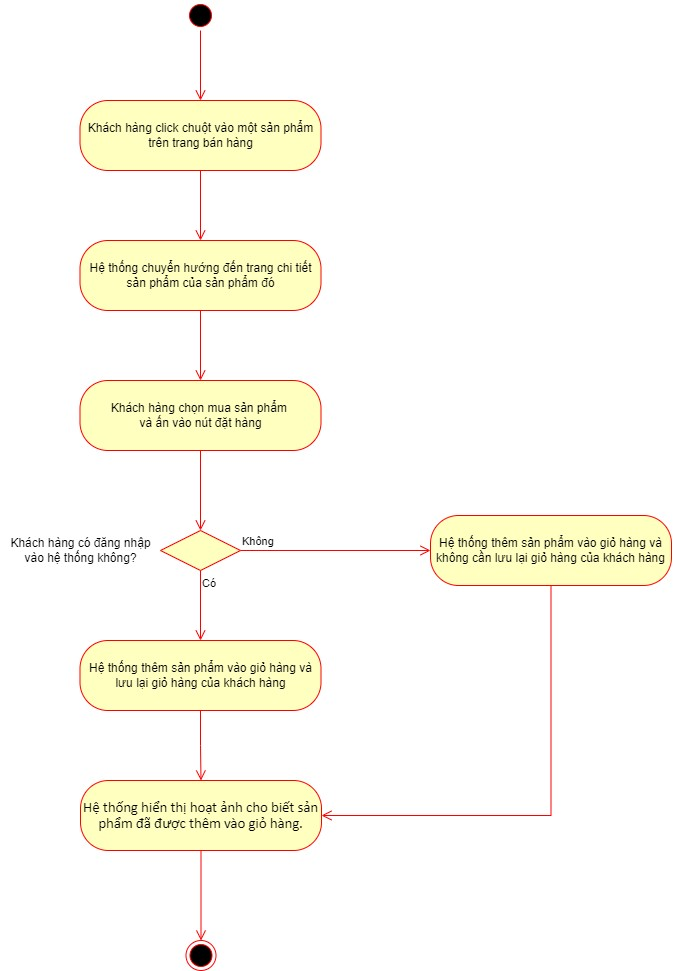 Khách hàng click chuột vào một sản phẩm
trên trang bán hàng
Hệ thống chuyển hướng đến trang chi tiết
sản phẩm của sản phẩm đó
Khách hàng chọn mua sản phẩm
và ấn vào nút đặt hàng
Khách hàng có đăng nhập
vào hệ thống không?
Không
Hệ thống thêm sản phẩm vào giỏ hàng và
không cần lưu lại giỏ hàng của khách hàng
Có
Hệ thống thêm sản phẩm vào giỏ hàng và
lưu lại giỏ hàng của khách hàng
Hệ thống hiển thị hoạt ảnh cho biết sản
phẩm đã được thêm vào giỏ hàng.